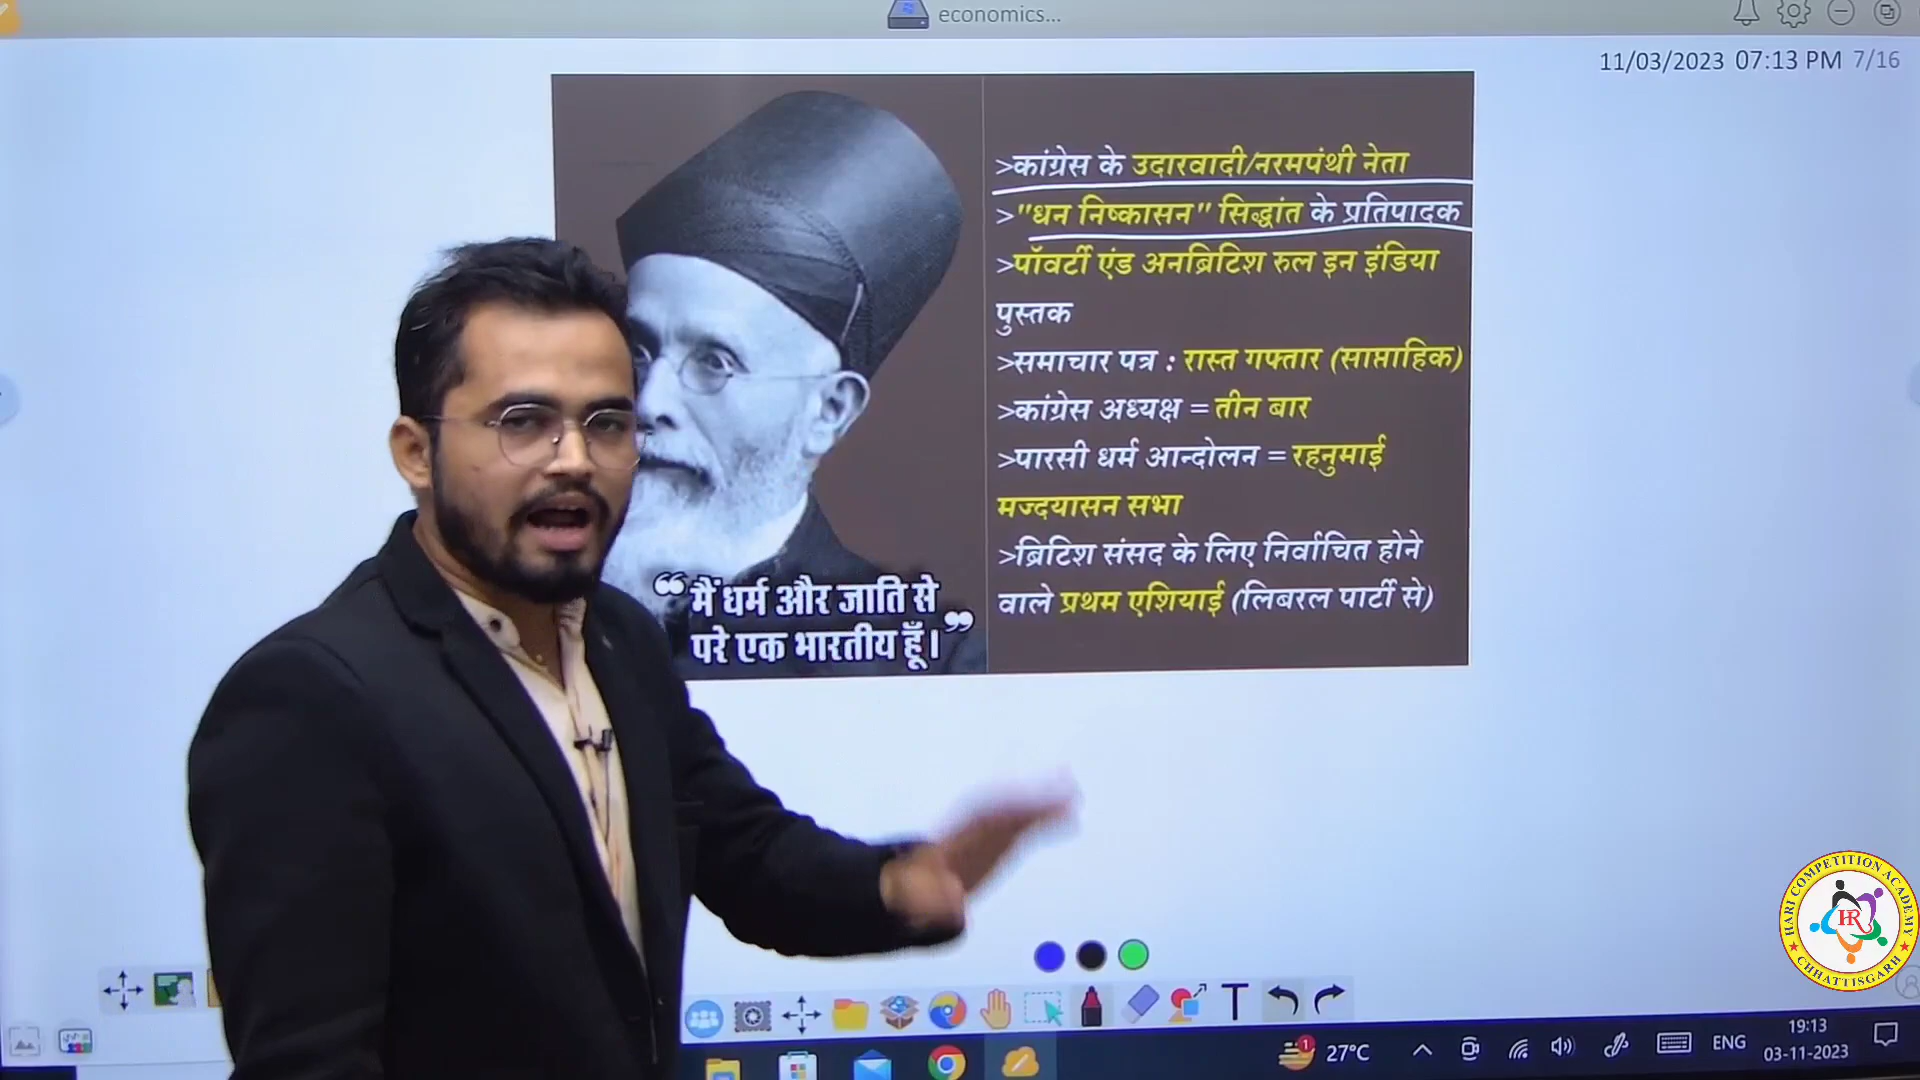 economics...
11/03/2023 07:13 PM 7/16
>कांग्रेस के उदारवादी/नरमपंथी नेता
>"धन निष्कासन" सिद्धांत के प्रतिपादक
>पॉवर्टी एंड अनब्रिटिश रुल इन इंडिया
पुस्तक
>समाचार पत्र : रास्त गफ्तार (साप्ताहिक)
>कांग्रेस अध्यक्ष = तीन बार
>पारसी धर्म आन्दोलन = रहनुमाई
मज्दयासन सभा
>ब्रिटिश संसद के लिए निर्वाचित होने
वाले प्रथम एशियाई (लिबरल पार्टी से)
“मैं धर्म और जाति से
परे एक भारतीय हूँ।”
HARI COMPETITION ACADEMY
HR
CHHATTISGARH
T
1
27°C
ENG
19:13
03-11-2023